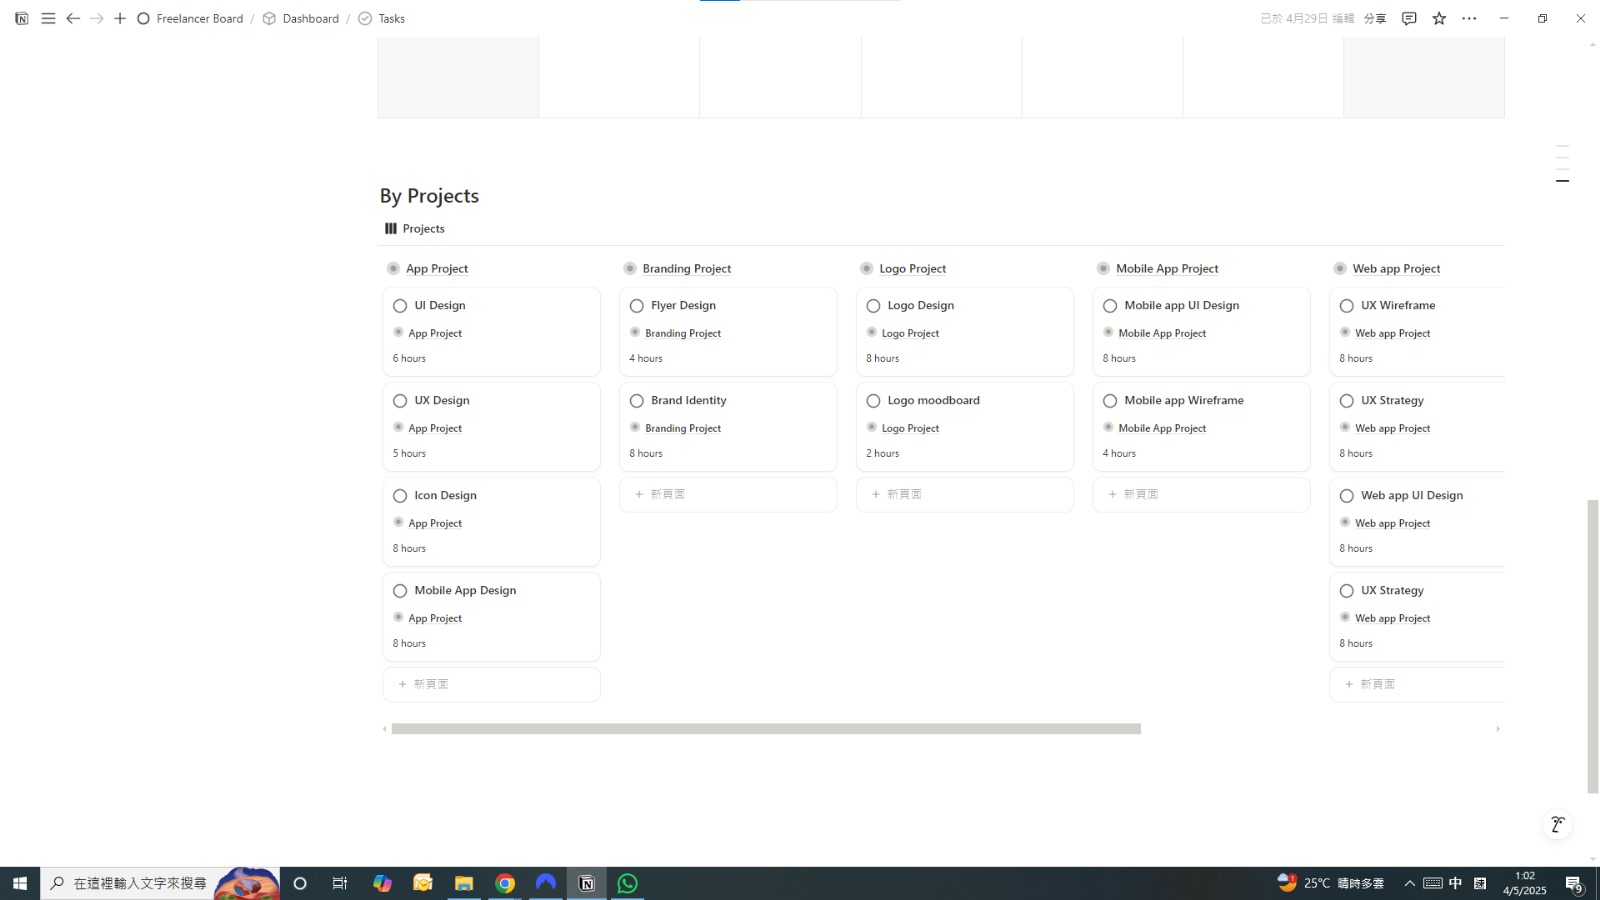 Freelancer Board / Dashboard / Tasks
已於 4月29日 編輯 分享
By Projects
Projects
App Project
UI Design
App Project
6 hours
UX Design
App Project
5 hours
Icon Design
App Project
8 hours
Mobile App Design
App Project
8 hours
+ 新頁面
Branding Project
Flyer Design
Branding Project
4 hours
Brand Identity
Branding Project
8 hours
+ 新頁面
Logo Project
Logo Design
Logo Project
8 hours
Logo moodboard
Logo Project
2 hours
+ 新頁面
Mobile App Project
Mobile app UI Design
Mobile App Project
8 hours
Mobile app Wireframe
Mobile App Project
4 hours
+ 新頁面
Web app Project
UX Wireframe
Web app Project
8 hours
UX Strategy
Web app Project
8 hours
Web app UI Design
Web app Project
8 hours
UX Strategy
Web app Project
8 hours
+ 新頁面
在這裡輸入文字來搜尋
1
25°C 晴時多雲
中
1:02
4/5/2025
9